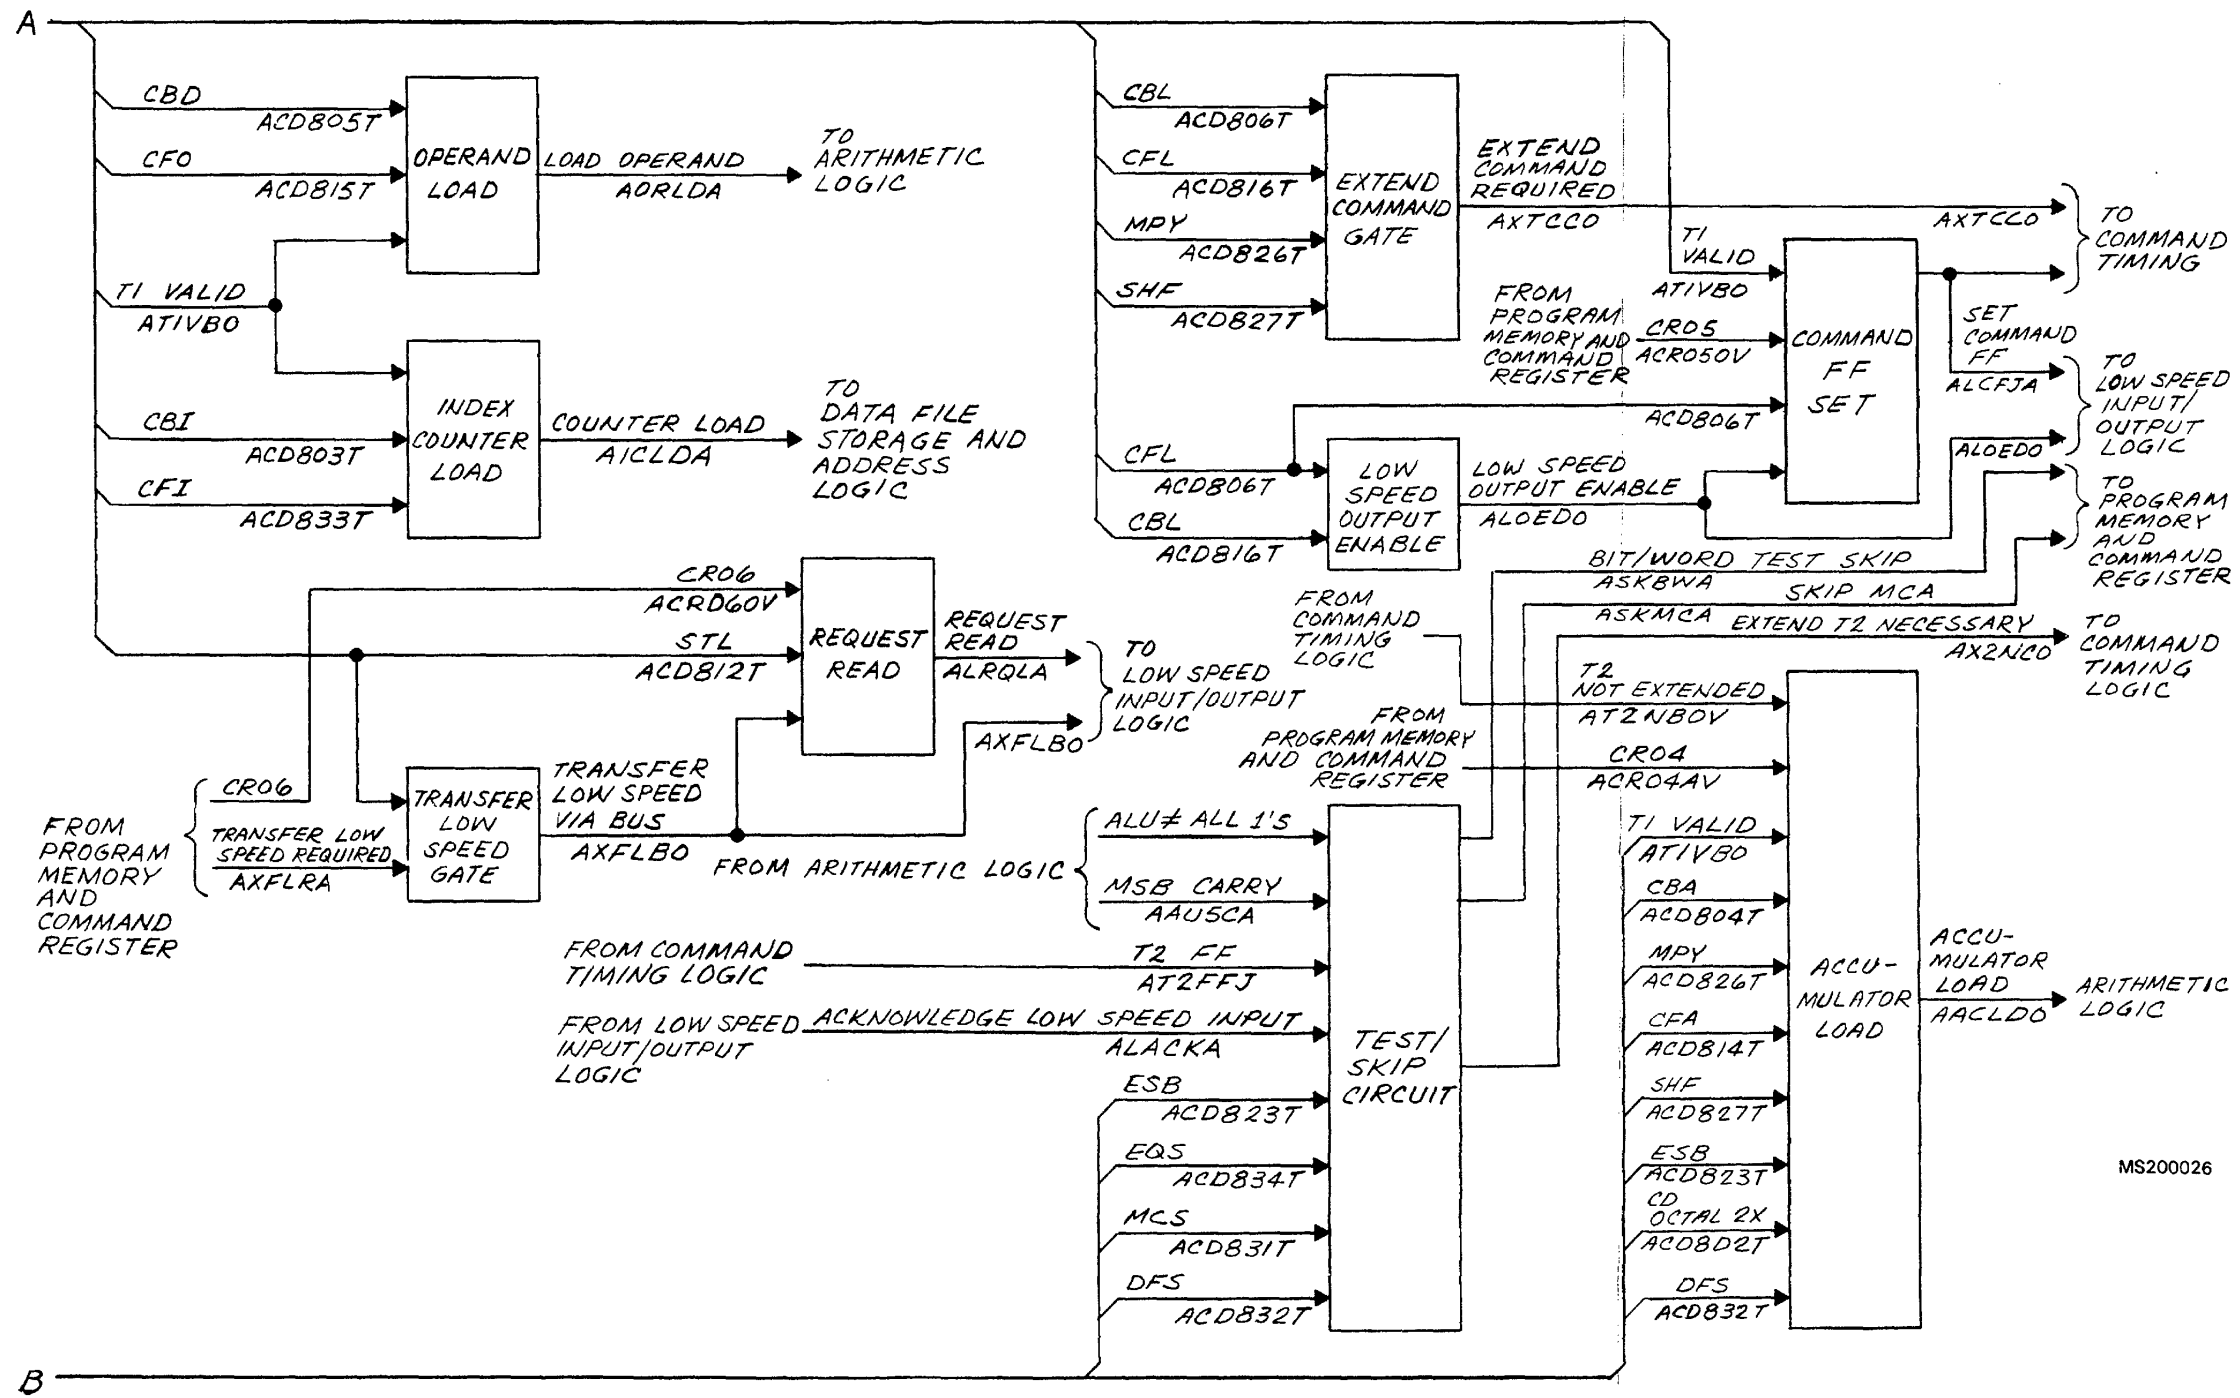 A
CBD
ACD805T
CFO
ACD815T
OPERAND
LOAD
LOAD OPERAND
AORLDA
TO
ARITHMETIC
LOGIC
T1 VALID
AT1VBO
CBI
ACD803T
CFI
ACD833T
INDEX
COUNTER
LOAD
COUNTER LOAD
AICLDA
TO
DATA FILE
STORAGE AND
ADDRESS
LOGIC
CR06
ACRD60V
STL
ACD812T
REQUEST
READ
REQUEST
READ
ALRQLA
TO
LOW SPEED
INPUT/OUTPUT
LOGIC
AXFLBO
FROM
PROGRAM
MEMORY
AND
COMMAND
REGISTER
CR06
TRANSFER LOW
SPEED REQUIRED
AXFLRA
TRANSFER
LOW
SPEED
GATE
TRANSFER
LOW SPEED
VIA BUS
AXFLBO
CBL
ACD806T
CFL
ACD816T
MPY
ACD826T
SHF
ACD827T
EXTEND
COMMAND
GATE
EXTEND
COMMAND
REQUIRED
AXTCCO
AXTCLO
TO
COMMAND
TIMING
T1
VALID
AT1VBO
FROM
PROGRAM
MEMORY AND
COMMAND
REGISTER
CR05
ACR050V
ACD806T
COMMAND
FF
SET
SET
COMMAND
FF
ALCFJA
ALOEDO
TO
LOW SPEED
INPUT/
OUTPUT
LOGIC
CFL
ACD806T
CBL
ACD816T
LOW
SPEED
OUTPUT
ENABLE
LOW SPEED
OUTPUT ENABLE
ALOEDO
TO
PROGRAM
MEMORY
AND
COMMAND
REGISTER
BIT/WORD TEST SKIP
ASKBWA
SKIP MCA
ASKMCA
EXTEND T2 NECESSARY
AX2NCO
TO
COMMAND
TIMING
LOGIC
FROM
COMMAND
TIMING
LOGIC
T2
NOT EXTENDED
AT2NBOV
FROM
PROGRAM MEMORY
AND COMMAND
REGISTER
CR04
ACR04AV
FROM ARITHMETIC LOGIC
ALU≠ ALL 1'S
MSB CARRY
AAU5CA
FROM COMMAND
TIMING LOGIC
T2 FF
AT2FFJ
FROM LOW SPEED
INPUT/OUTPUT
LOGIC
ACKNOWLEDGE LOW SPEED INPUT
ALACKA
ESB
ACD823T
EQS
ACD834T
MCS
ACD831T
DFS
ACD832T
TEST/
SKIP
CIRCUIT
T1 VALID
AT1VBO
CBA
ACD804T
MPY
ACD826T
CFA
ACD814T
SHF
ACD827T
ESB
ACD823T
CD
OCTAL 2X
ACD8D2T
DFS
ACD832T
ACCU-
MULATOR
LOAD
ACCU-
MULATOR
LOAD
AACLDO
ARITHMETIC
LOGIC
MS200026
B